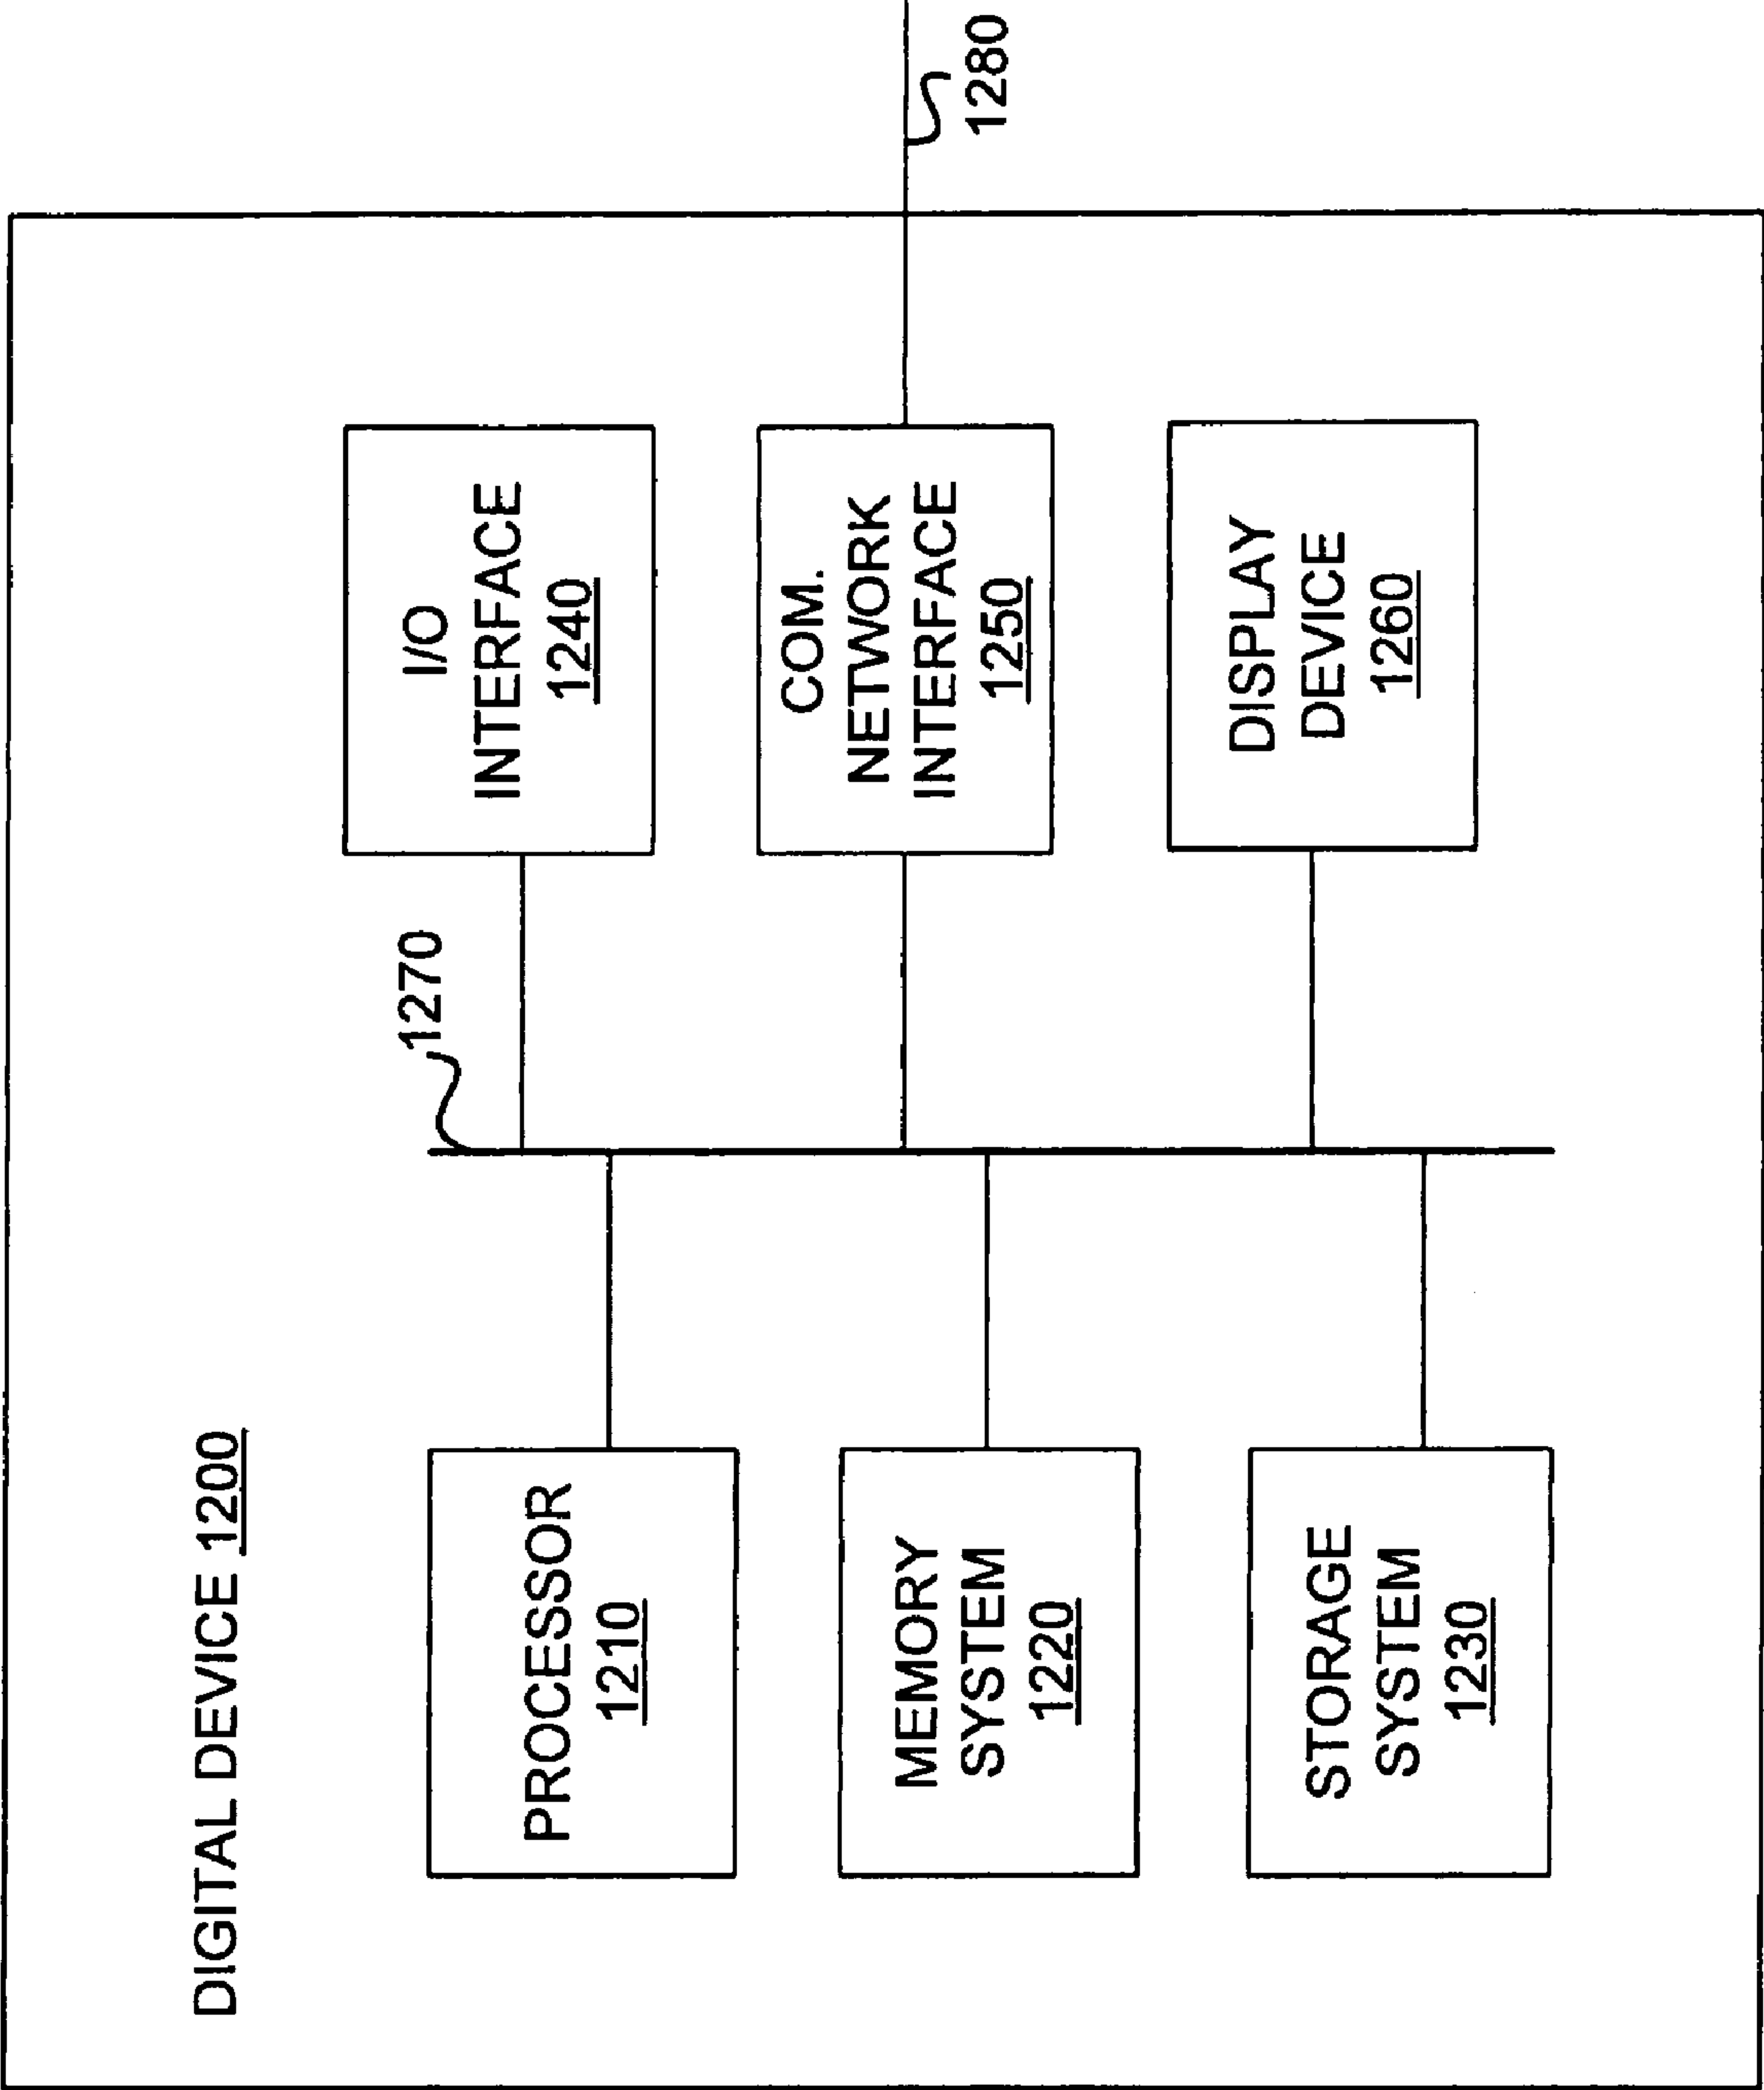 DIGITAL DEVICE 1200
PROCESSOR
1210
MEMORY
SYSTEM
1220
STORAGE
SYSTEM
1230
1270
I/O
INTERFACE
1240
COM.
NETWORK
INTERFACE
1250
DISPLAY
DEVICE
1260
1280